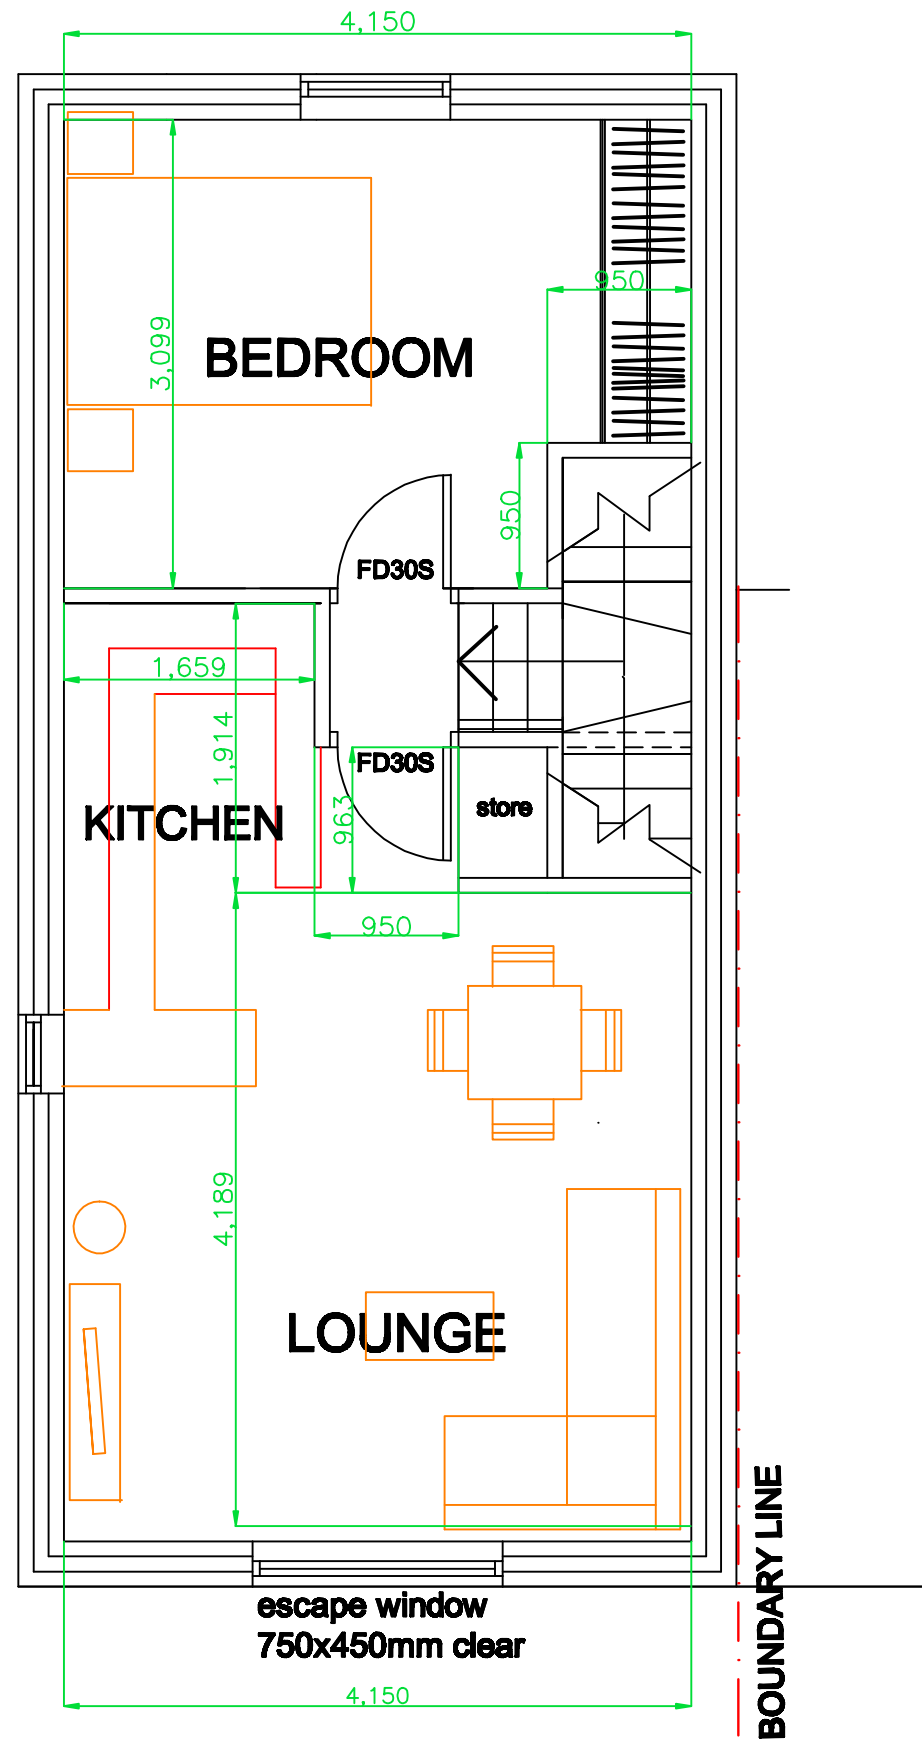 4,150
950
3,099
BEDROOM
950
FD30S
1,659
1,914
FD30S
963
store
KITCHEN
950
4,189
LOUNGE
escape window
750x450mm clear
BOUNDARY LINE
4,150